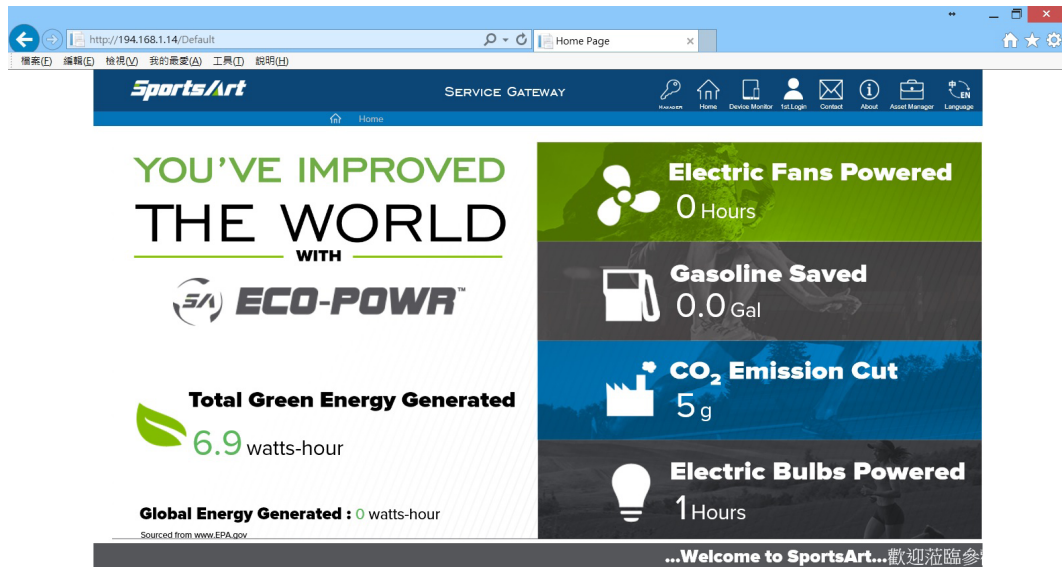 http://194.168.1.14/Default
Home Page
檔案(F) 編輯(E) 檢視(V) 我的最愛(A) 工具(T) 說明(H)
SportsArt
SERVICE GATEWAY
MANAGER Home Device Monitor 1st.Login Contact About Asset Manager Language
中 EN
Home
YOU'VE IMPROVED
THE WORLD
WITH
SA ECO-POWR™
Total Green Energy Generated
6.9 watts-hour
Global Energy Generated : 0 watts-hour
Sourced from www.EPA.gov
Electric Fans Powered
0 Hours
Gasoline Saved
0.0 Gal
CO₂ Emission Cut
5 g
Electric Bulbs Powered
1 Hours
...Welcome to SportsArt...歡迎蒞臨參